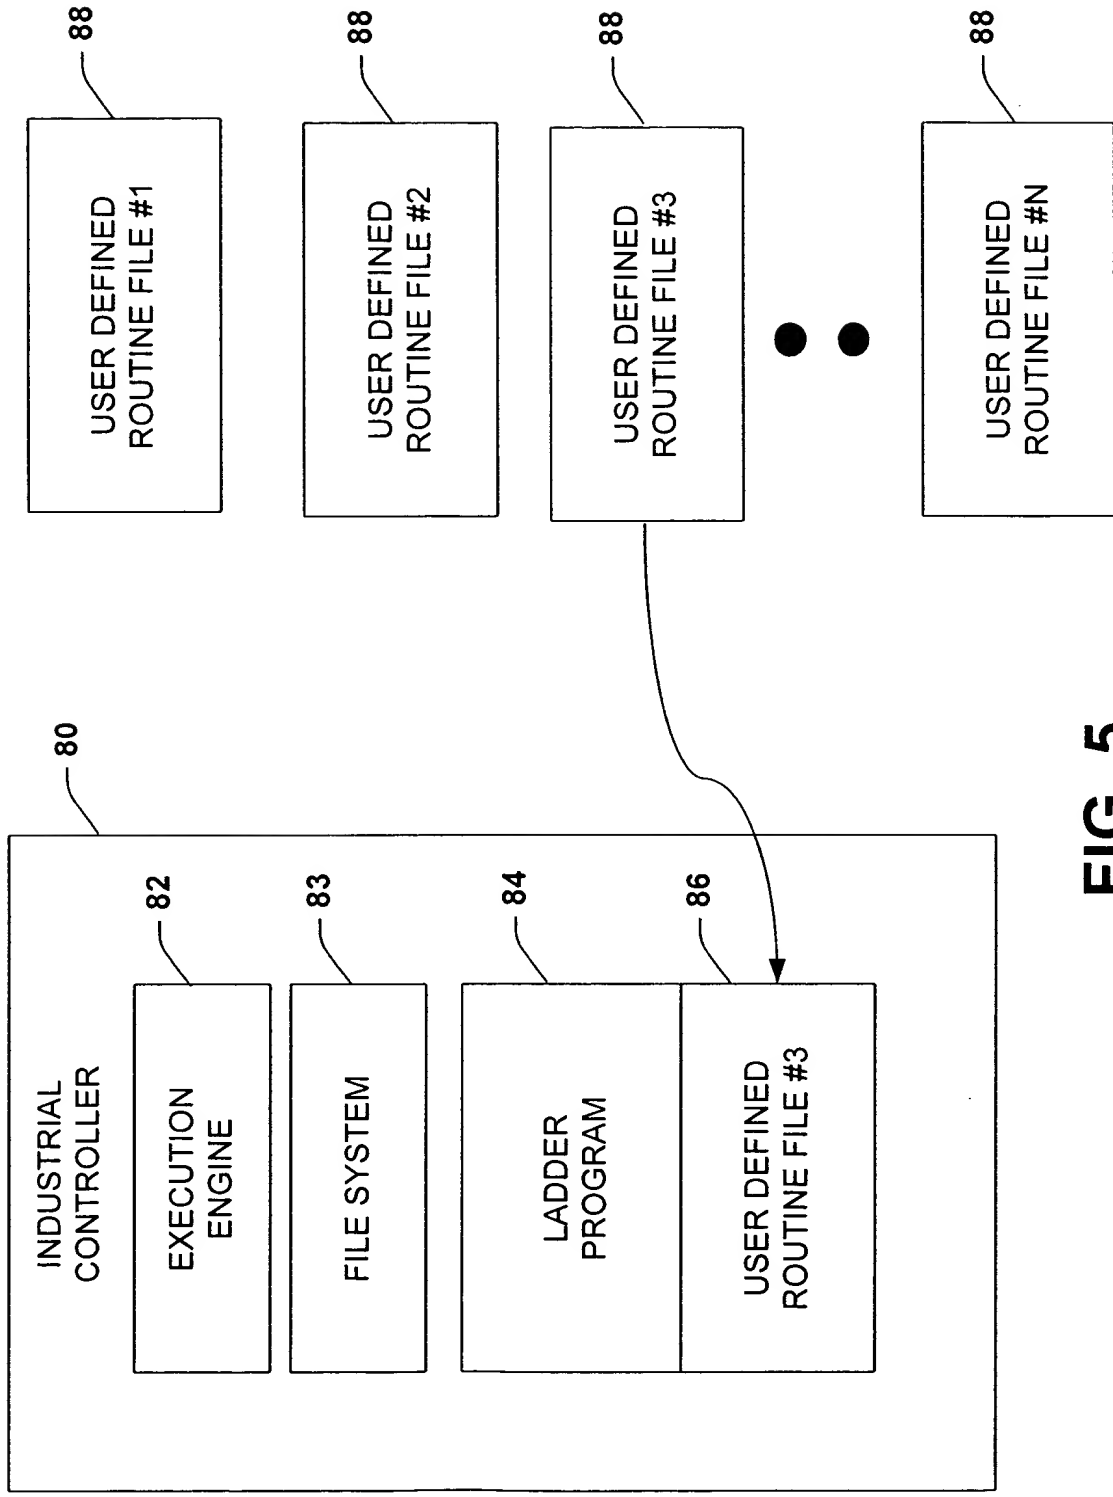 80
INDUSTRIAL
CONTROLLER
82
EXECUTION
ENGINE
83
FILE SYSTEM
84
LADDER
PROGRAM
86
USER DEFINED
ROUTINE FILE #3
88
USER DEFINED
ROUTINE FILE #1
88
USER DEFINED
ROUTINE FILE #2
88
USER DEFINED
ROUTINE FILE #3
88
USER DEFINED
ROUTINE FILE #N
FIG. 5